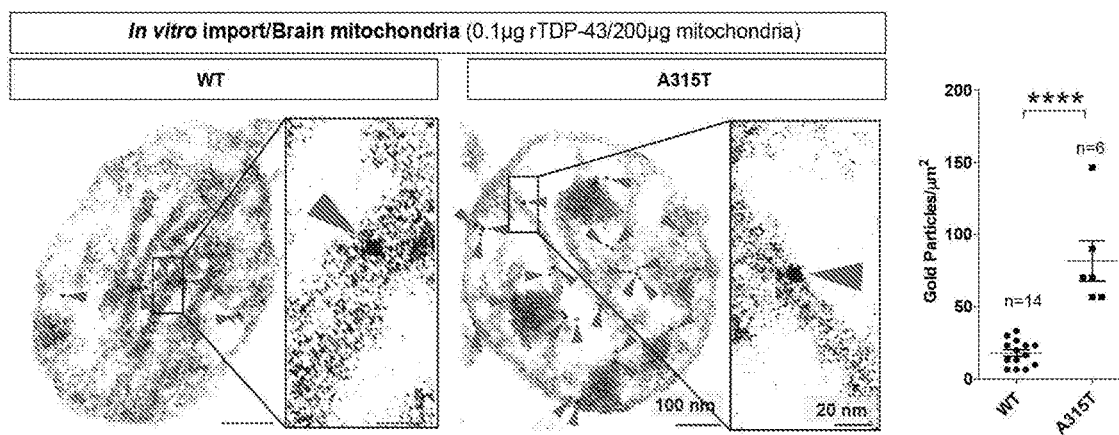 In vitro import/Brain mitochondria (0.1µg rTDP-43/200µg mitochondria)
WT
A315T
100 nm
20 nm
Gold Particles/µm²
200
150
100
50
0
****
n=14
n=6
WT
A315T